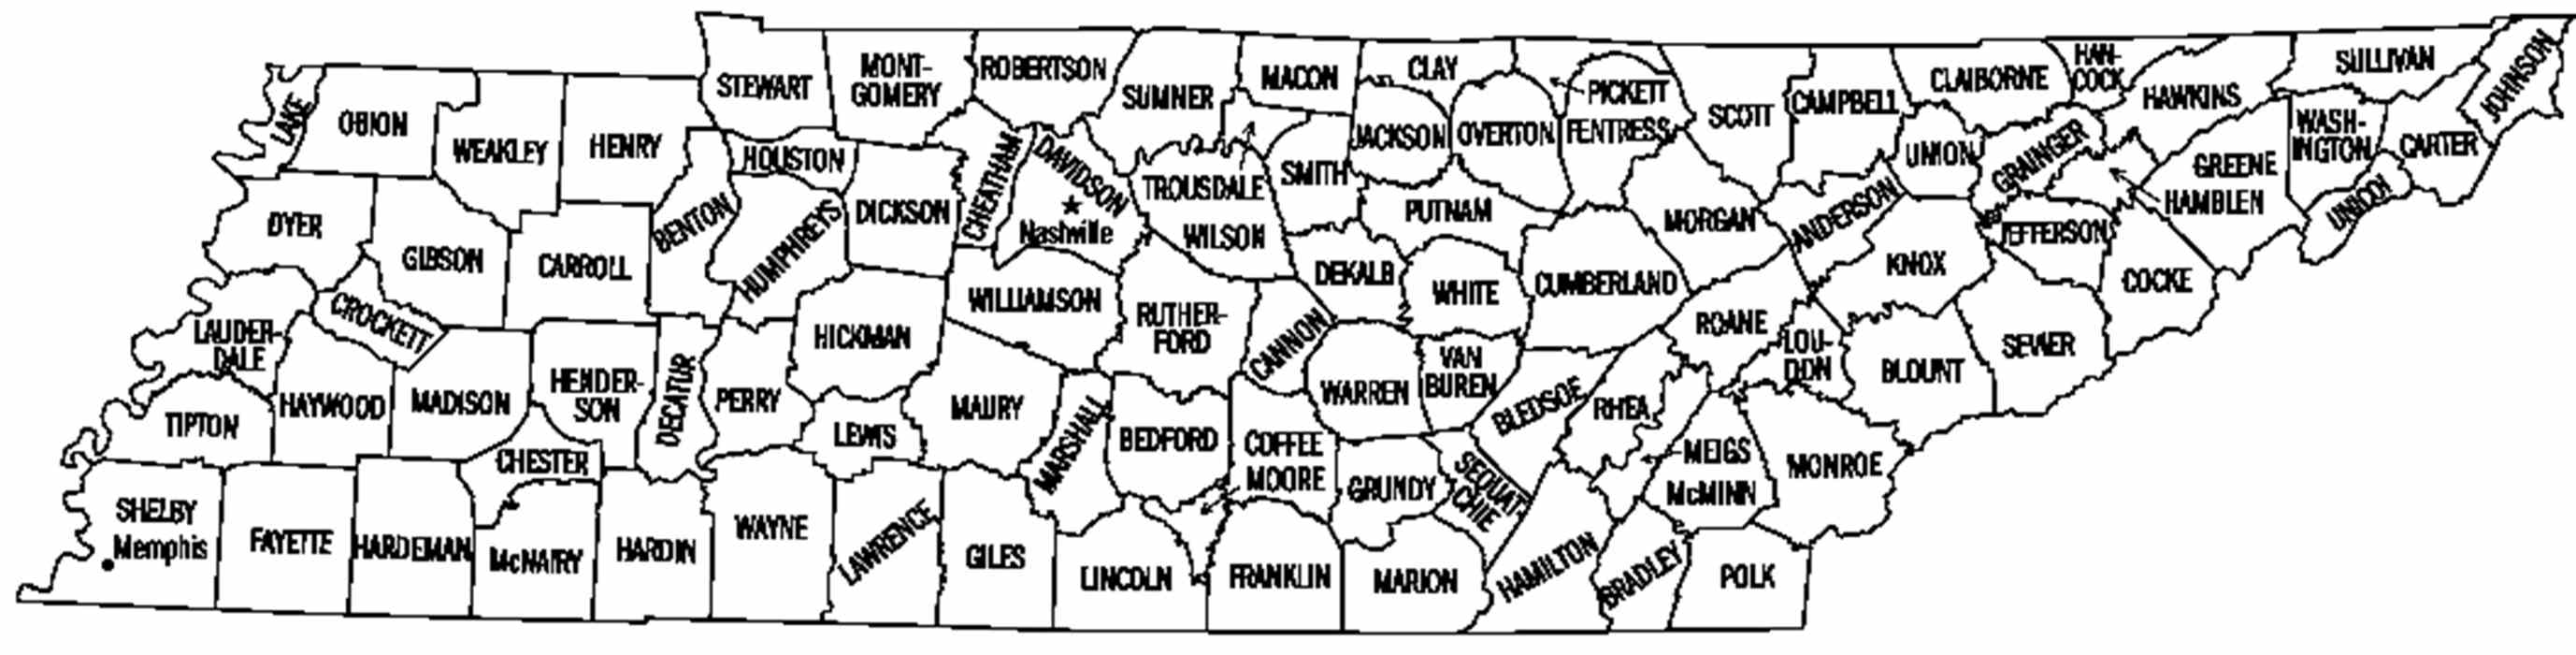 STEWART
MONT-
GOMERY
ROBERTSON
SUMNER
MACON
CLAY
PICKETT
SCOTT
CAMPBELL
CLAIBORNE
HAN-
COCK
HAWKINS
SULLIVAN
JOHNSON
LAKE
OBION
WEAKLEY
HENRY
HOUSTON
CHEATHAM
DAVIDSON
TROUSDALE
SMITH
JACKSON
OVERTON
FENTRESS
UNION
GRAINGER
GREENE
HAMBLEN
WASH-
INGTON
CARTER
UNICOI
DYER
GIBSON
CARROLL
BENTON
HUMPHREYS
DICKSON
Nashville
WILSON
PUTNAM
MORGAN
ANDERSON
KNOX
JEFFERSON
COCKE
LAUDER-
DALE
CROCKETT
HICKMAN
WILLIAMSON
RUTHER-
FORD
CANNON
DEKALB
WHITE
CUMBERLAND
ROANE
LOU-
DON
BLOUNT
SEVIER
TIPTON
HAYWOOD
MADISON
HENDER-
SON
DECATUR
PERRY
LEWIS
MAURY
MARSHALL
BEDFORD
COFFEE
MOORE
WARREN
VAN
BUREN
BLEDSOE
RHEA
MEIGS
McMINN
MONROE
SHELBY
Memphis
FAYETTE
HARDEMAN
CHESTER
McNAIRY
HARDIN
WAYNE
LAWRENCE
GILES
LINCOLN
FRANKLIN
GRUNDY
SEQUAT-
CHIE
MARION
HAMILTON
BRADLEY
POLK